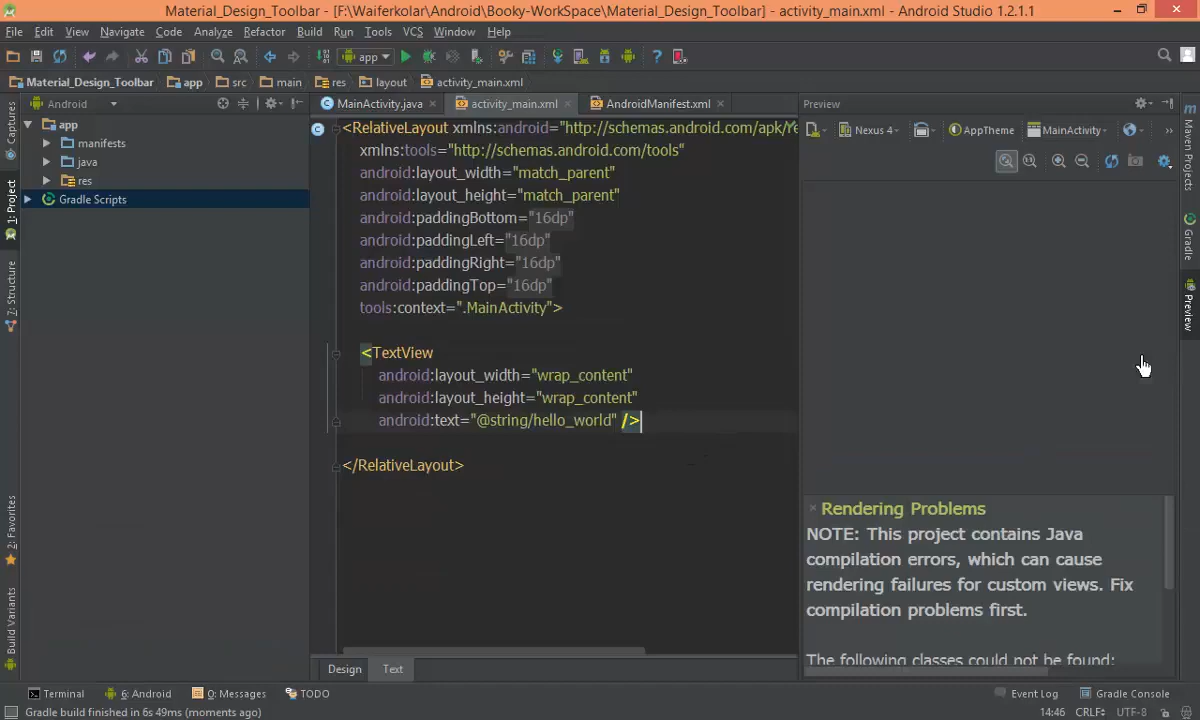 Material_Design_Toolbar - [F:\Waiferkolar\Android\Booky-WorkSpace\Material_Design_Toolbar] - activity_main.xml - Android Studio 1.2.1.1
File Edit View Navigate Code Analyze Refactor Build Run Tools VCS Window Help
app
Material_Design_Toolbar app src main res layout activity_main.xml
Captures
1: Project
7: Structure
2: Favorites
Build Variants
Android
app
manifests
java
res
Gradle Scripts
MainActivity.java activity_main.xml AndroidManifest.xml
<RelativeLayout xmlns:android="http://schemas.android.com/apk/re
xmlns:tools="http://schemas.android.com/tools"
android:layout_width="match_parent"
android:layout_height="match_parent"
android:paddingBottom="16dp"
android:paddingLeft="16dp"
android:paddingRight="16dp"
android:paddingTop="16dp"
tools:context=".MainActivity">
<TextView
android:layout_width="wrap_content"
android:layout_height="wrap_content"
android:text="@string/hello_world" />
</RelativeLayout>
Design Text
Preview
Nexus 4 AppTheme MainActivity
Rendering Problems
NOTE: This project contains Java
compilation errors, which can cause
rendering failures for custom views. Fix
compilation problems first.
The following classes could not be found:
Maven Projects
Gradle
Preview
Terminal 6: Android 0: Messages TODO Event Log Gradle Console
Gradle build finished in 6s 49ms (moments ago) 14:46 CRLF UTF-8